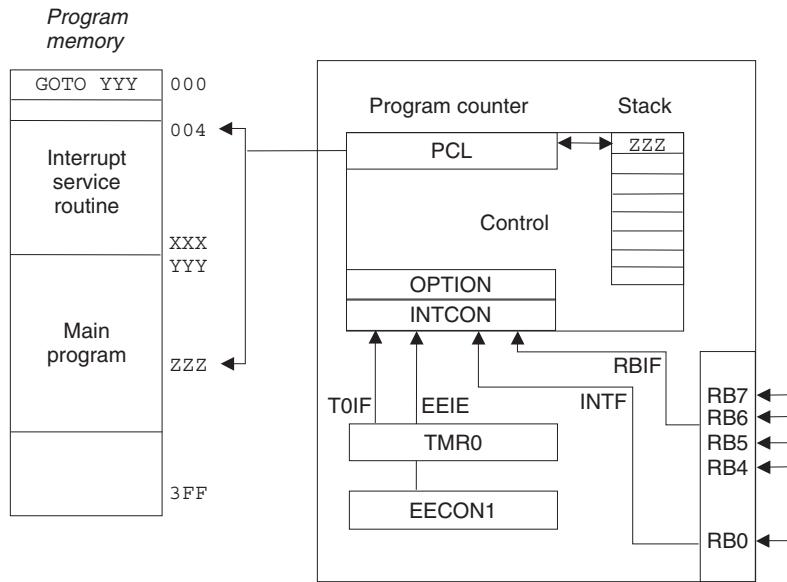 Program
memory
GOTO YYY
000
004
Interrupt
service
routine
XXX
YYY
Main
program
ZZZ
3FF
Program counter
Stack
PCL
ZZZ
Control
OPTION
INTCON
T0IF
EEIE
INTF
RBIF
TMR0
EECON1
RB7
RB6
RB5
RB4
RB0